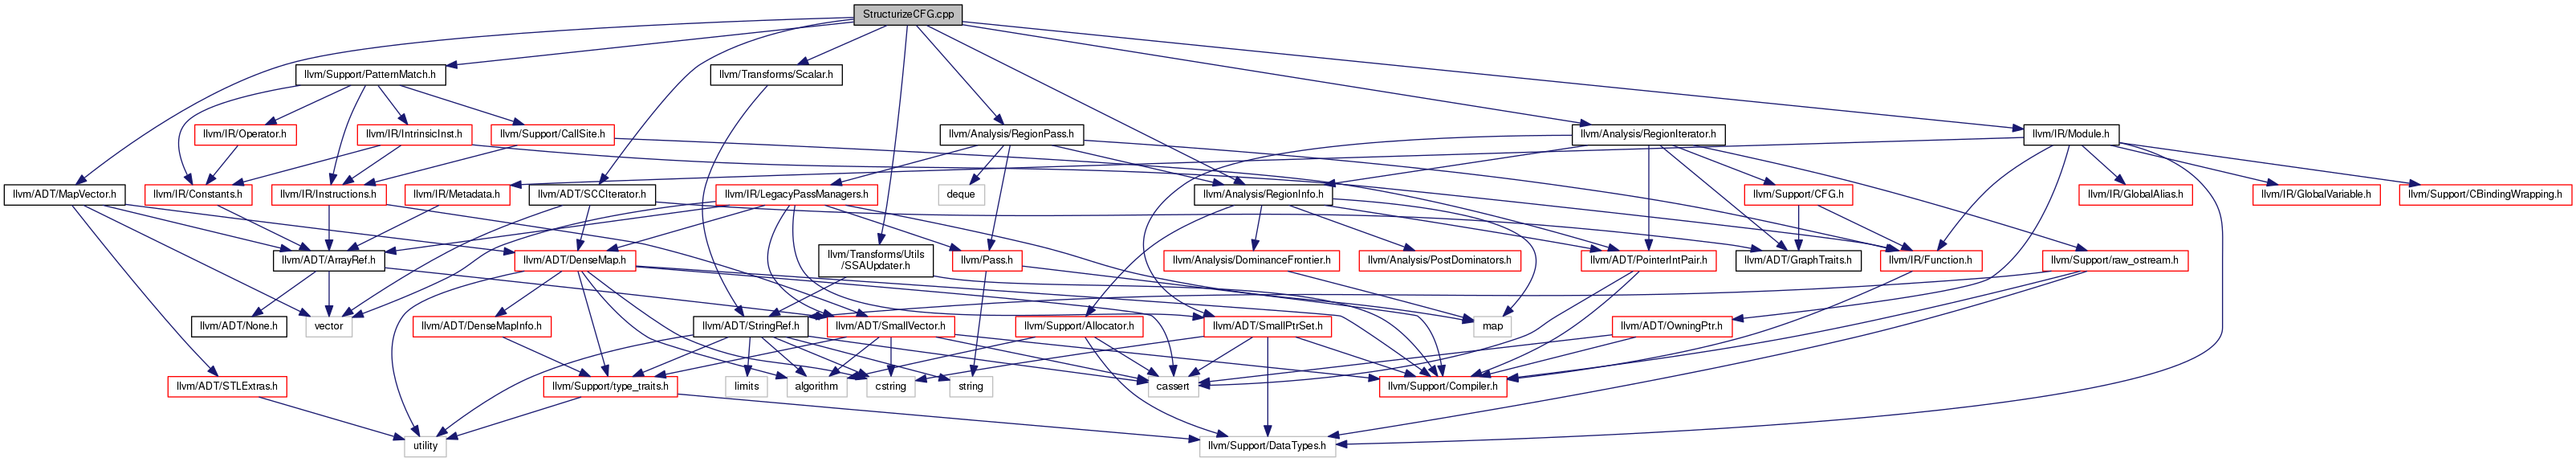 StructurizeCFG.cpp
llvm/Support/PatternMatch.h
llvm/Transforms/Scalar.h
llvm/IR/Operator.h
llvm/IR/IntrinsicInst.h
llvm/Support/CallSite.h
llvm/Analysis/RegionPass.h
llvm/Analysis/RegionIterator.h
llvm/IR/Module.h
llvm/ADT/MapVector.h
llvm/IR/Constants.h
llvm/IR/Instructions.h
llvm/IR/Metadata.h
llvm/ADT/SCCIterator.h
llvm/IR/LegacyPassManagers.h
deque
llvm/Analysis/RegionInfo.h
llvm/Support/CFG.h
llvm/IR/GlobalAlias.h
llvm/IR/GlobalVariable.h
llvm/Support/CBindingWrapping.h
llvm/ADT/ArrayRef.h
llvm/ADT/DenseMap.h
llvm/Transforms/Utils
/SSAUpdater.h
llvm/Pass.h
llvm/Analysis/DominanceFrontier.h
llvm/Analysis/PostDominators.h
llvm/ADT/PointerIntPair.h
llvm/ADT/GraphTraits.h
llvm/IR/Function.h
llvm/Support/raw_ostream.h
llvm/ADT/None.h
vector
llvm/ADT/DenseMapInfo.h
llvm/ADT/StringRef.h
llvm/ADT/SmallVector.h
llvm/Support/Allocator.h
llvm/ADT/SmallPtrSet.h
map
llvm/ADT/OwningPtr.h
llvm/ADT/STLExtras.h
llvm/Support/type_traits.h
limits
algorithm
cstring
string
cassert
llvm/Support/Compiler.h
utility
llvm/Support/DataTypes.h